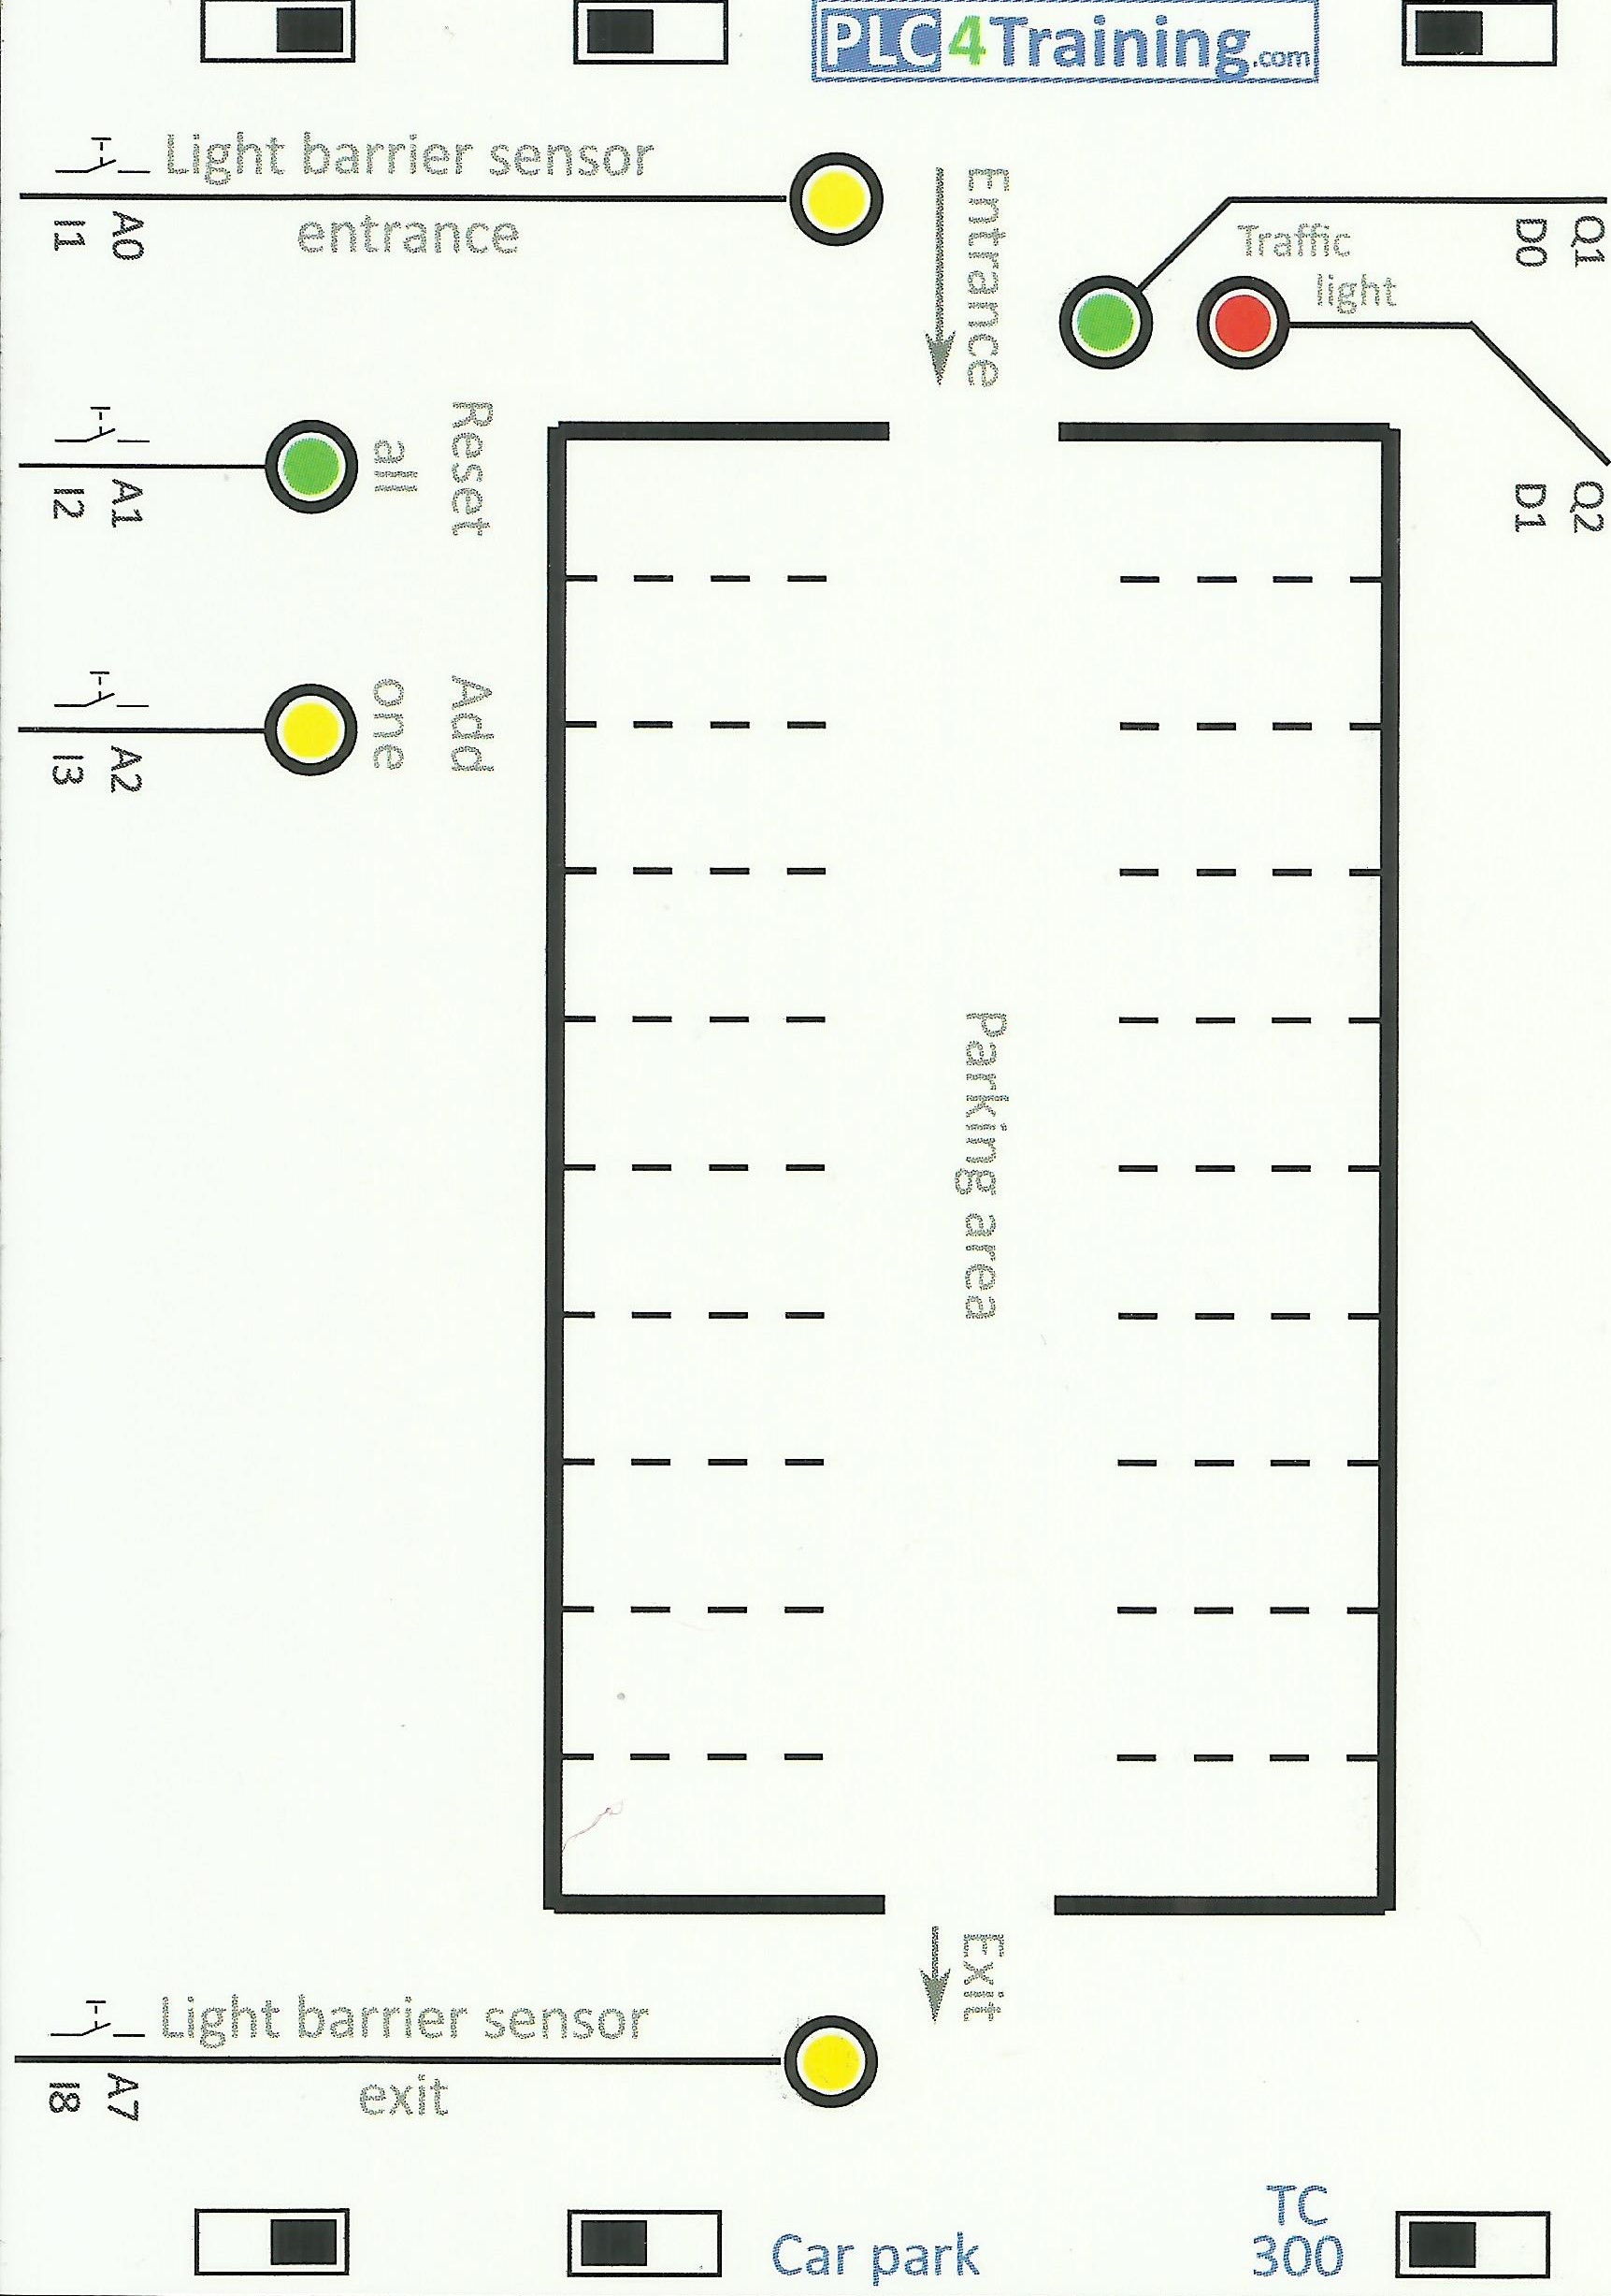 Q1
D0
Q2
D1
Traffic
light
PLC4Training.com
TC
300
Entrance
Parking area
Exit
Car park
Light barrier sensor
entrance
Reset
all
Add
one
Light barrier sensor
exit
A0
I1
A1
I2
A2
I3
A7
I8